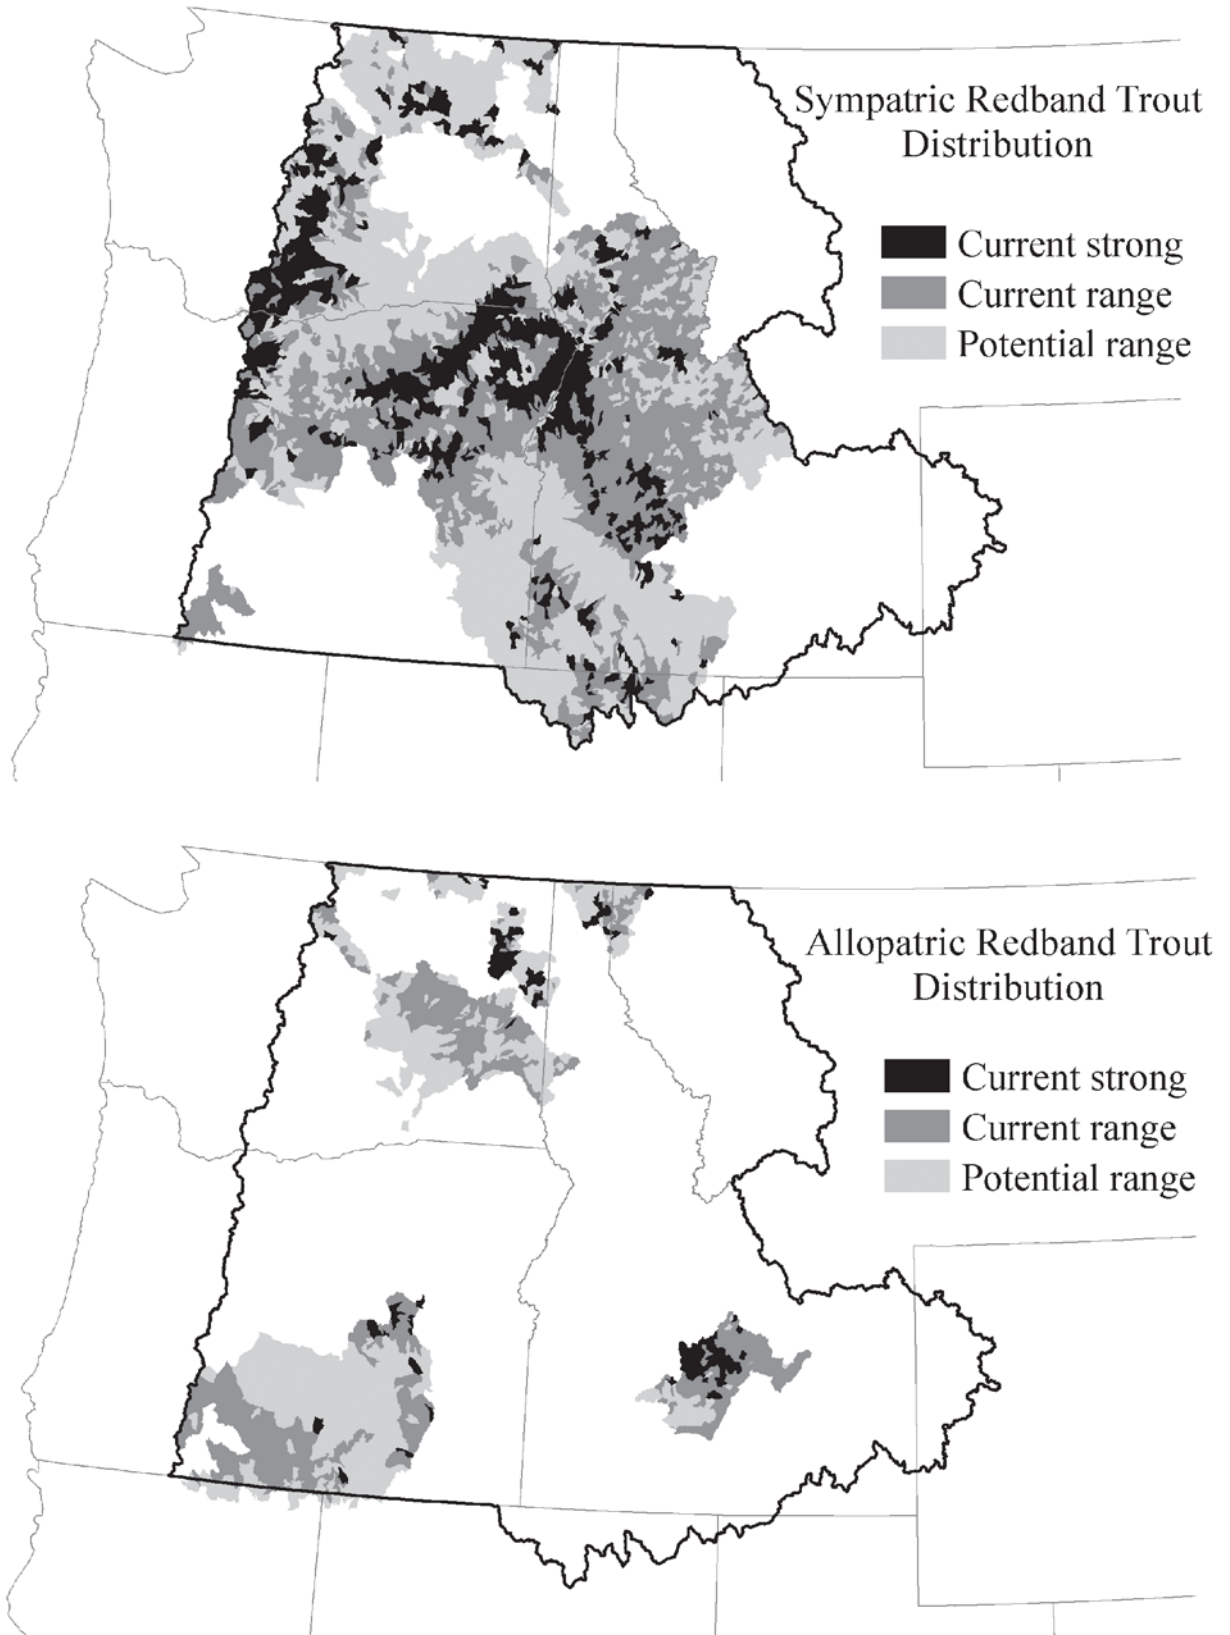 Sympatric Redband Trout
Distribution
Current strong
Current range
Potential range
Allopatric Redband Trout
Distribution
Current strong
Current range
Potential range